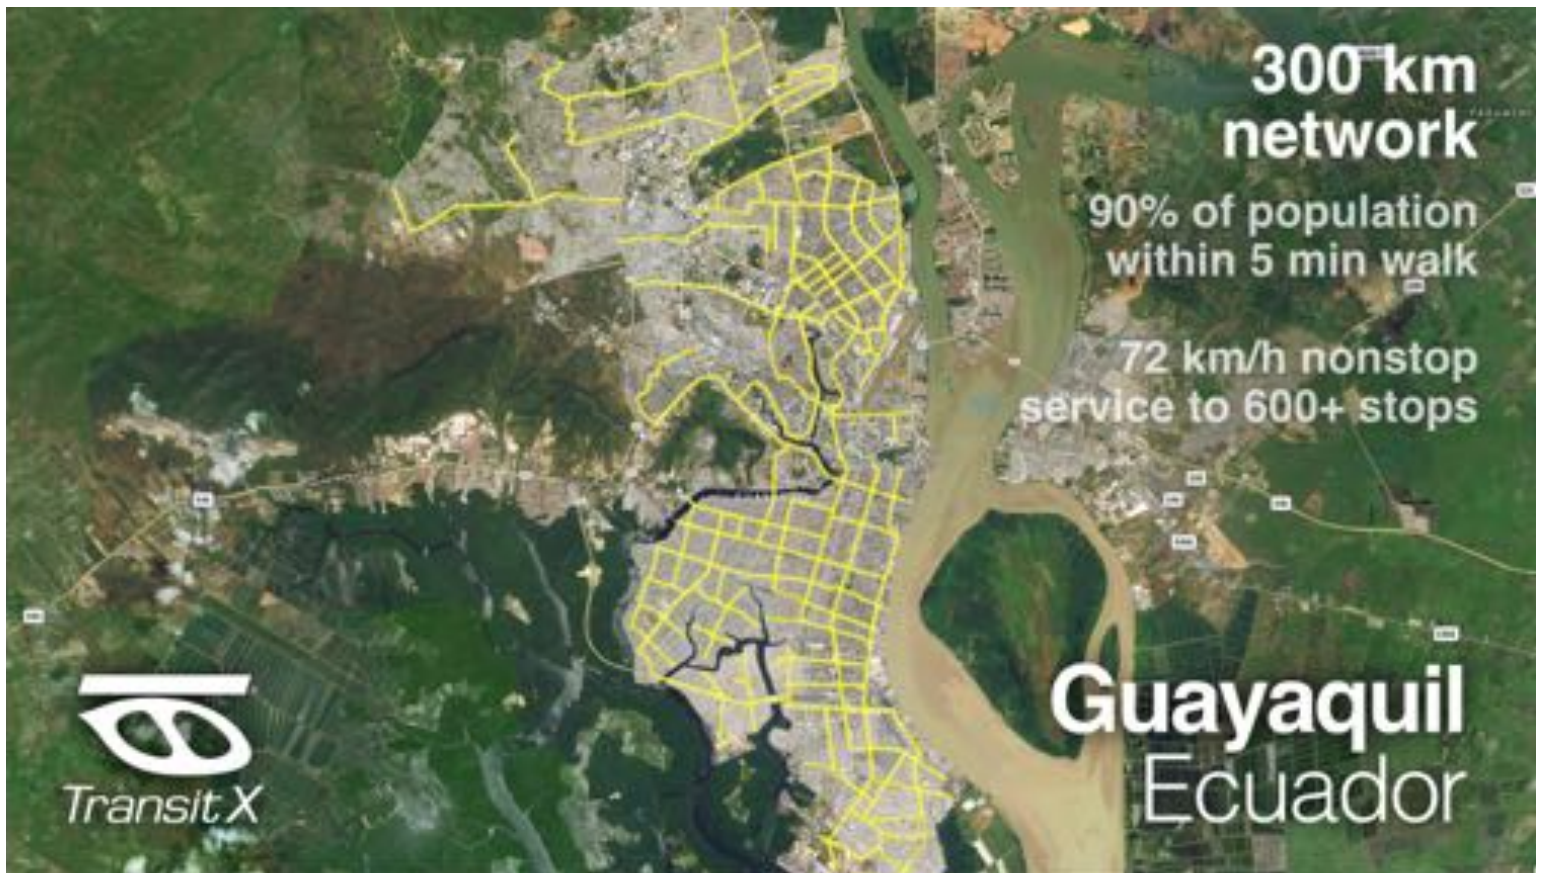 300 km
network
90% of population
within 5 min walk
72 km/h nonstop
service to 600+ stops
Guayaquil
Ecuador
Transit X